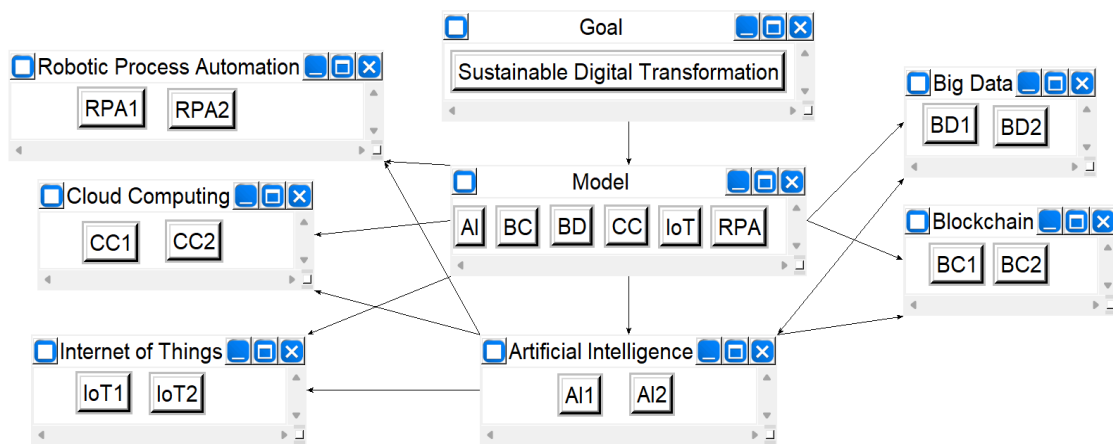 Goal
Sustainable Digital Transformation
Robotic Process Automation
RPA1 RPA2
Big Data
BD1 BD2
Cloud Computing
CC1 CC2
Model
AI BC BD CC IoT RPA
Blockchain
BC1 BC2
Internet of Things
IoT1 IoT2
Artificial Intelligence
AI1 AI2